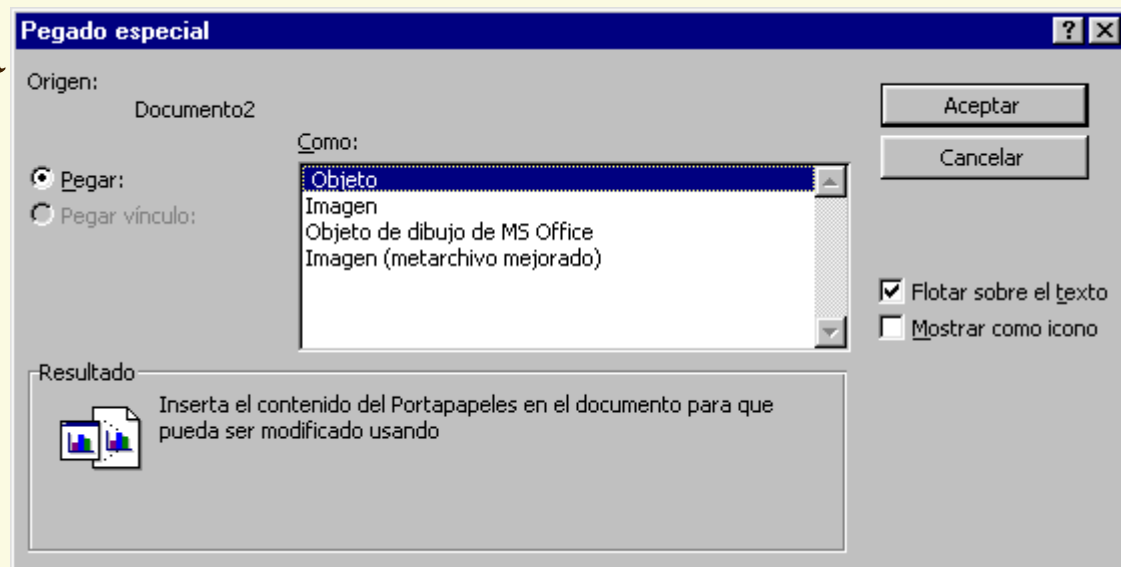 Pegado especial
Origen:
Documento2
Como:
Pegar:
Pegar vínculo:
Objeto
Imagen
Objeto de dibujo de MS Office
Imagen (metarchivo mejorado)
Aceptar
Cancelar
Flotar sobre el texto
Mostrar como icono
Resultado
Inserta el contenido del Portapapeles en el documento para que
pueda ser modificado usando